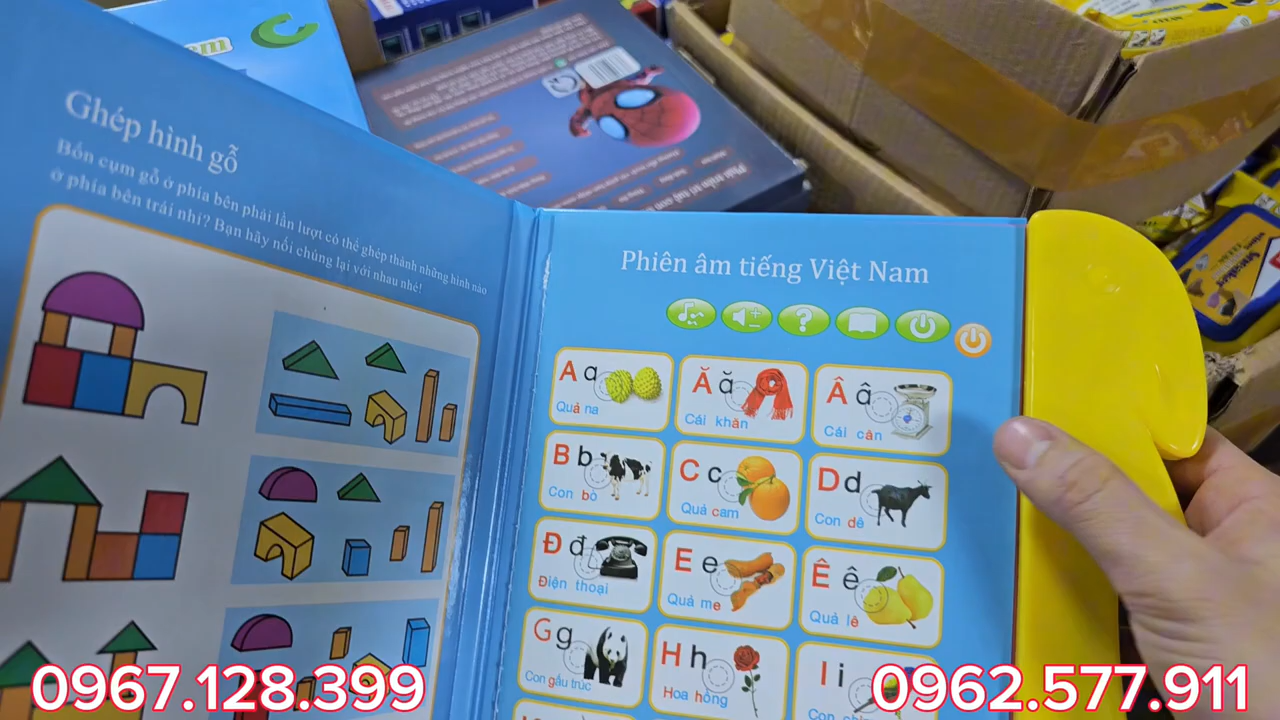 Ghép hình gỗ
Bốn cụm gỗ ở phía bên phải lần lượt có thể ghép thành những hình nào
ở phía bên trái nhỉ? Bạn hãy nối chúng lại với nhau nhé!
Phiên âm tiếng Việt Nam
A a
Quả na
Ă ă
Cái khăn
Â â
Cái cân
B b
Con bò
C c
Quả cam
D d
Con dê
Đ đ
Điện thoại
E e
Quả me
Ê ê
Quả lê
G g
Con gấu trúc
H h
Hoa hồng
I i
Con
0967.128.399
0962.577.911